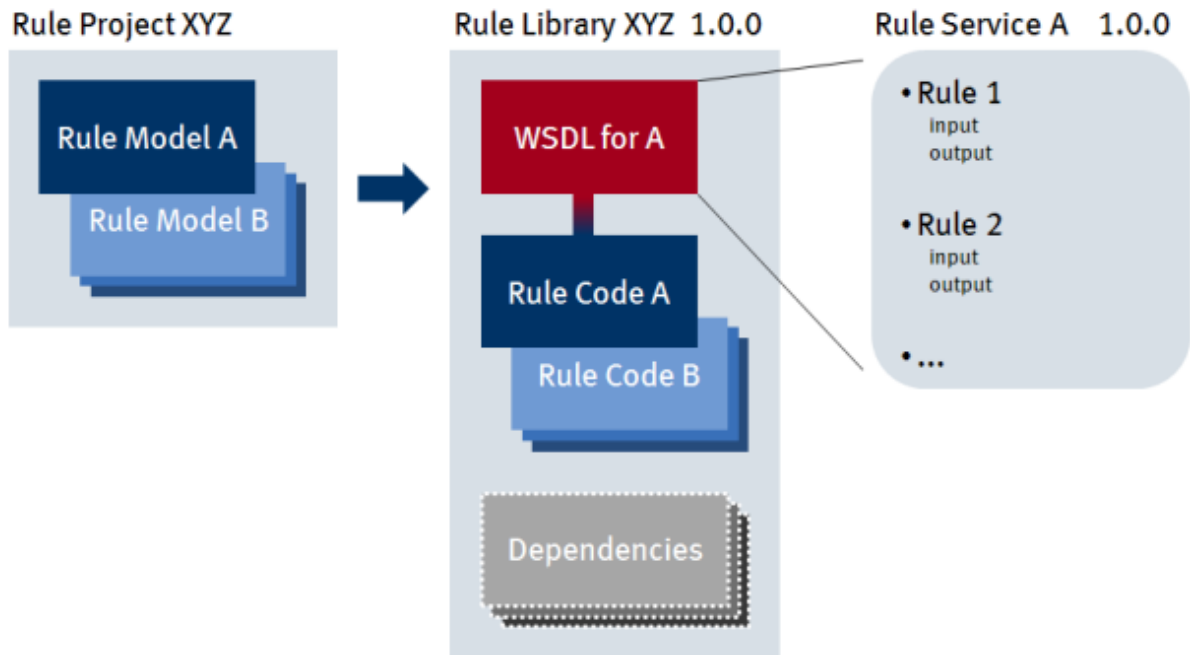 Rule Project XYZ
Rule Model A
Rule Model B
Rule Library XYZ 1.0.0
WSDL for A
Rule Code A
Rule Code B
Dependencies
Rule Service A 1.0.0
• Rule 1
input
output
• Rule 2
input
output
• ...